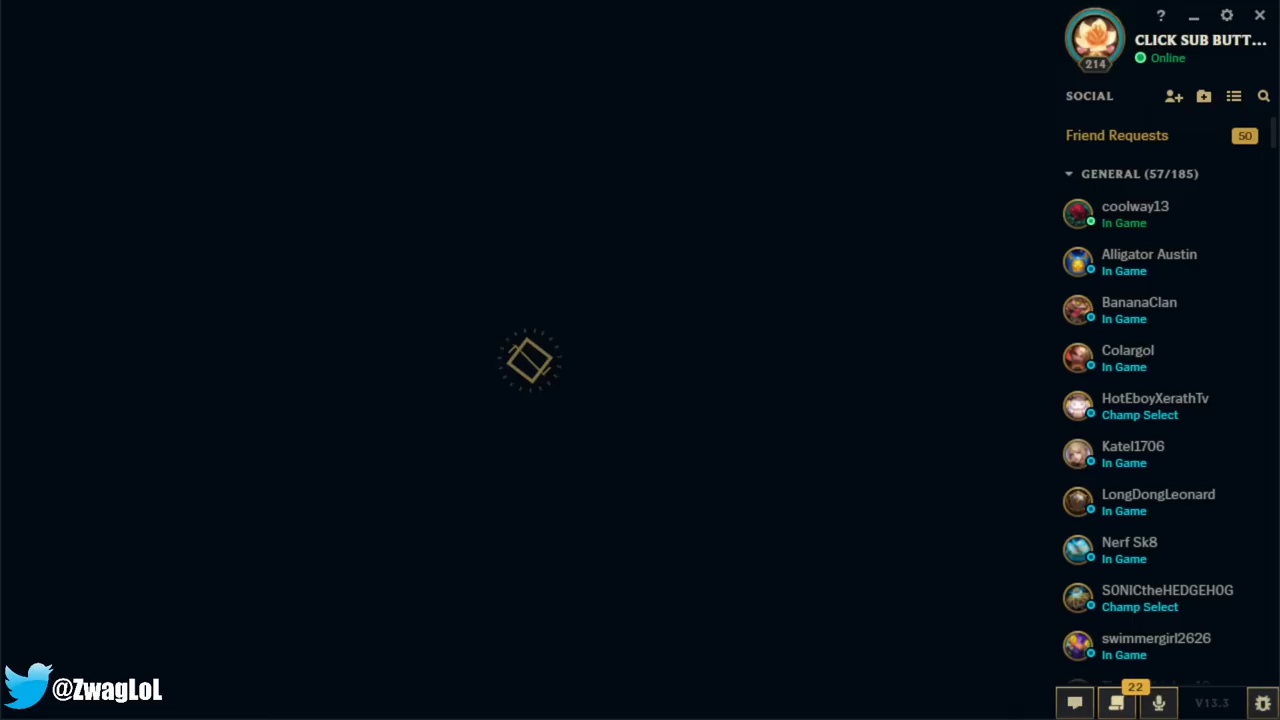 CLICK SUB BUTT...
214
Online
SOCIAL
Friend Requests
50
GENERAL (57/185)
coolway13
In Game
Alligator Austin
In Game
BananaClan
In Game
Colargol
In Game
HotEboyXerathTv
Champ Select
Katel1706
In Game
LongDongLeonard
In Game
Nerf Sk8
In Game
S0NICtheHEDGEH0G
Champ Select
swimmergirl2626
In Game
22
V13.3
@ZwagLoL